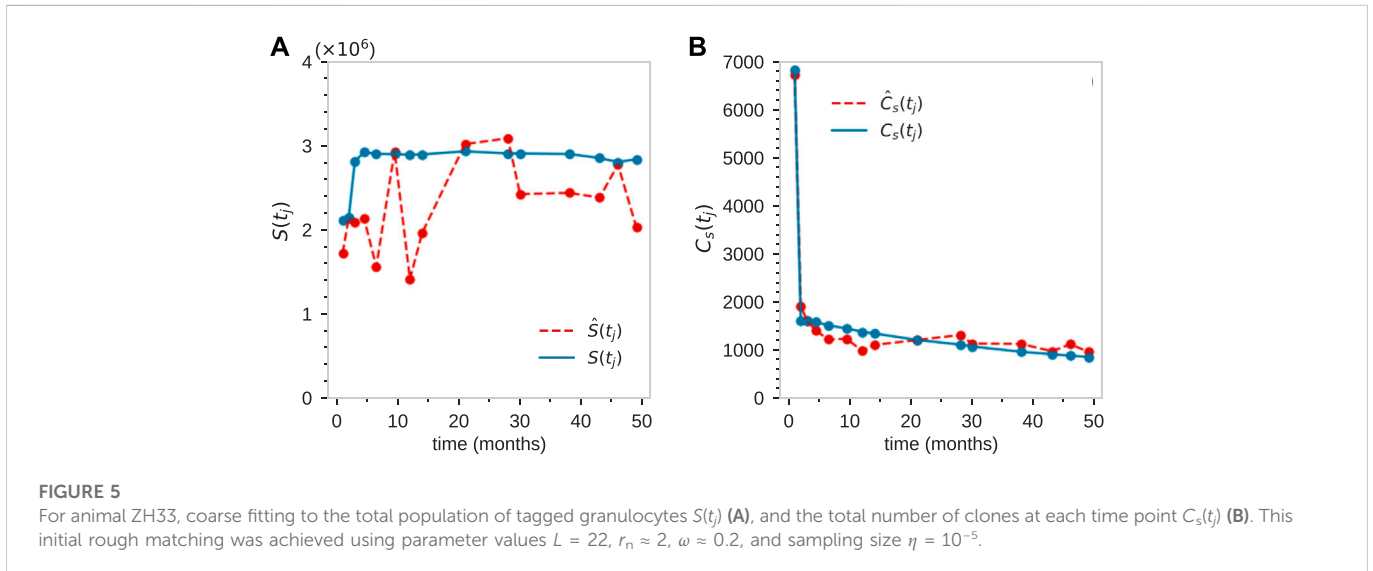 A
(×10⁶)
4
3
2
1
0
S(tⱼ)
Ŝ(tⱼ)
S(tⱼ)
0 10 20 30 40 50
time (months)
B
7000
6000
5000
4000
3000
2000
1000
0
Cₛ(tⱼ)
Ĉₛ(tⱼ)
Cₛ(tⱼ)
0 10 20 30 40 50
time (months)
FIGURE 5
For animal ZH33, coarse fitting to the total population of tagged granulocytes S(tⱼ) (A), and the total number of clones at each time point Cₛ(tⱼ) (B). This
initial rough matching was achieved using parameter values L = 22, rₙ ≈ 2, ω ≈ 0.2, and sampling size η = 10⁻⁵.